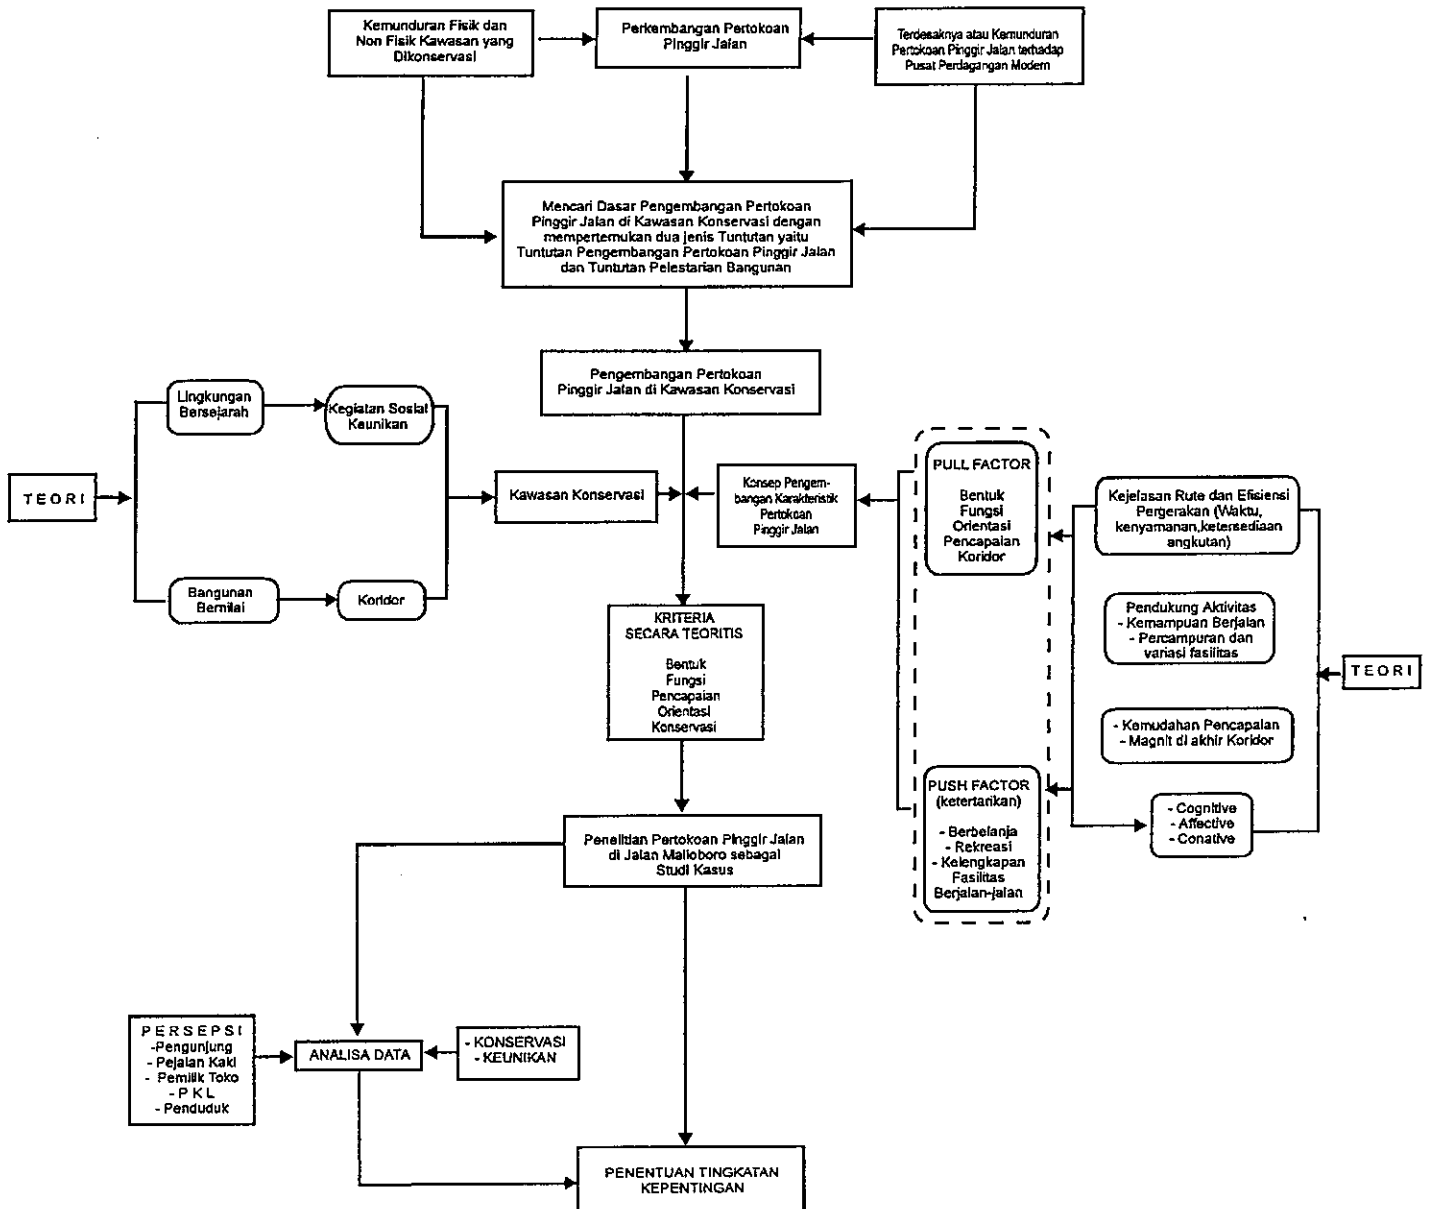 Kemunduran Fisik dan
Non Fisik Kawasan yang
Dikonservasi
Perkembangan Pertokoan
Pinggir Jalan
Terdesaknya atau Kemunduran
Pertokoan Pinggir Jalan terhadap
Pusat Perdagangan Modern
Mencari Dasar Pengembangan Pertokoan
Pinggir Jalan di Kawasan Konservasi dengan
mempertemukan dua jenis Tuntutan yaitu
Tuntutan Pengembangan Pertokoan Pinggir Jalan
dan Tuntutan Pelestarian Bangunan
Pengembangan Pertokoan
Pinggir Jalan di Kawasan Konservasi
TEORI
Lingkungan
Bersejarah
Kegiatan Sosial
Keunikan
Bangunan
Bernilai
Koridor
Kawasan Konservasi
Konsep Pengem-
bangan Karakteristik
Pertokoan
Pinggir Jalan
PULL FACTOR
Bentuk
Fungsi
Orientasi
Pencapaian
Koridor
PUSH FACTOR
(ketertarikan)
- Berbelanja
- Rekreasi
- Kelengkapan
Fasilitas
Berjalan-jalan
Kejelasan Rute dan Efisiensi
Pergerakan (Waktu,
kenyamanan,ketersediaan
angkutan)
Pendukung Aktivitas
- Kemampuan Berjalan
- Percampuran dan
variasi fasilitas
- Kemudahan Pencapaian
- Magnit di akhir Koridor
- Cognitive
- Affective
- Conative
TEORI
KRITERIA
SECARA TEORITIS
Bentuk
Fungsi
Pencapaian
Orientasi
Konservasi
Penelitian Pertokoan Pinggir Jalan
di Jalan Malioboro sebagai
Studi Kasus
PERSEPSI
-Pengunjung
- Pejalan Kaki
- Pemilik Toko
- P K L
- Penduduk
ANALISA DATA
- KONSERVASI
- KEUNIKAN
PENENTUAN TINGKATAN
KEPENTINGAN